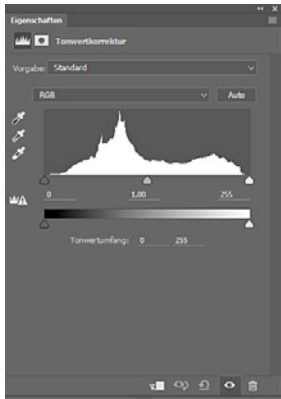 Eigenschaften
Tonwertkorrektur
Vorgabe: Standard
RGB Auto
0 1,00 255
Tonwertumfang: 0 255